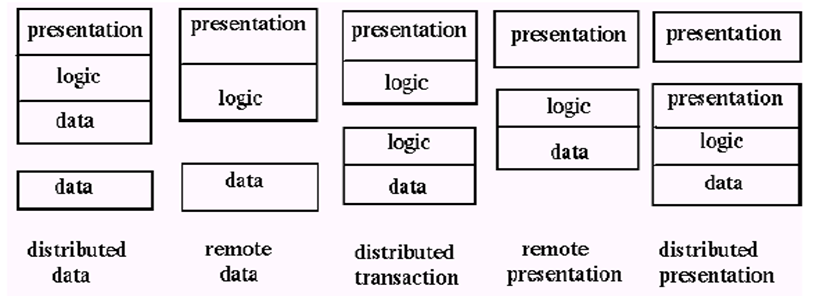 presentation
logic
data
data
distributed
data
presentation
logic
data
remote
data
presentation
logic
logic
data
distributed
transaction
presentation
logic
data
remote
presentation
presentation
presentation
logic
data
distributed
presentation